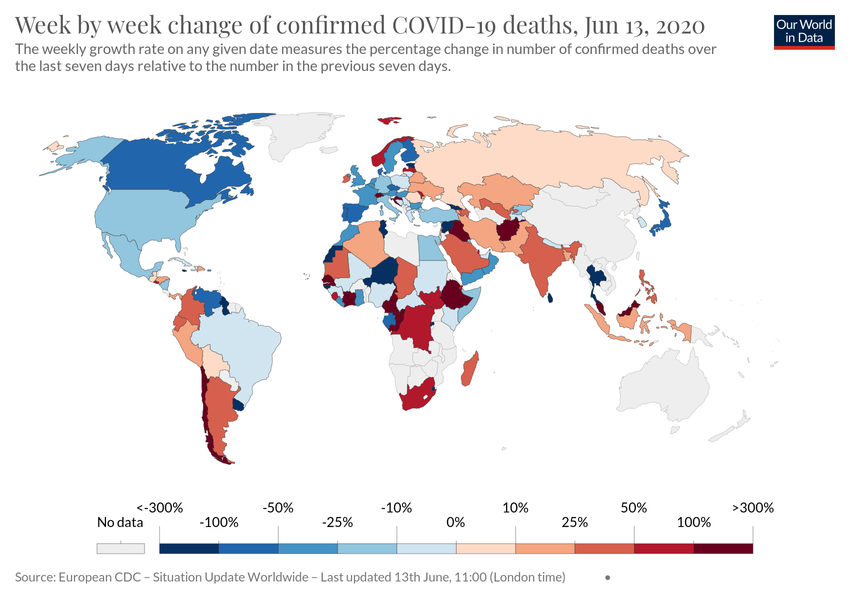 Week by week change of confirmed COVID-19 deaths, Jun 13, 2020
Our World
in Data
The weekly growth rate on any given date measures the percentage change in number of confirmed deaths over
the last seven days relative to the number in the previous seven days.
<-300% -50% -10% 10% 50% >300%
No data -100% -25% 0% 25% 100%
Source: European CDC – Situation Update Worldwide – Last updated 13th June, 11:00 (London time)